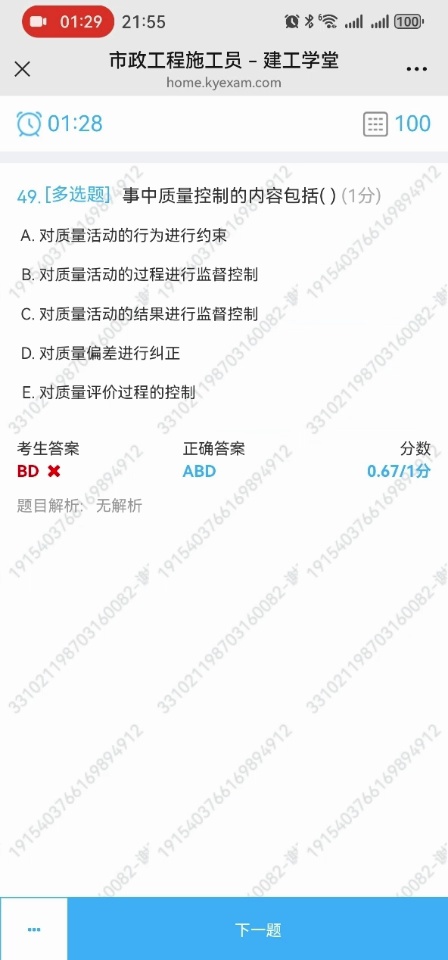 01:29 21:55 6 100
市政工程施工员 – 建工学堂
home.kyexam.com
01:28 100
49. [多选题] 事中质量控制的内容包括( ) (1分)
A. 对质量活动的行为进行约束
B. 对质量活动的过程进行监督控制
C. 对质量活动的结果进行监督控制
D. 对质量偏差进行纠正
E. 对质量评价过程的控制
考生答案 正确答案 分数
BD ABD 0.67/1分
题目解析: 无解析
下一题
1915403766169894912
331021198703160082-谢